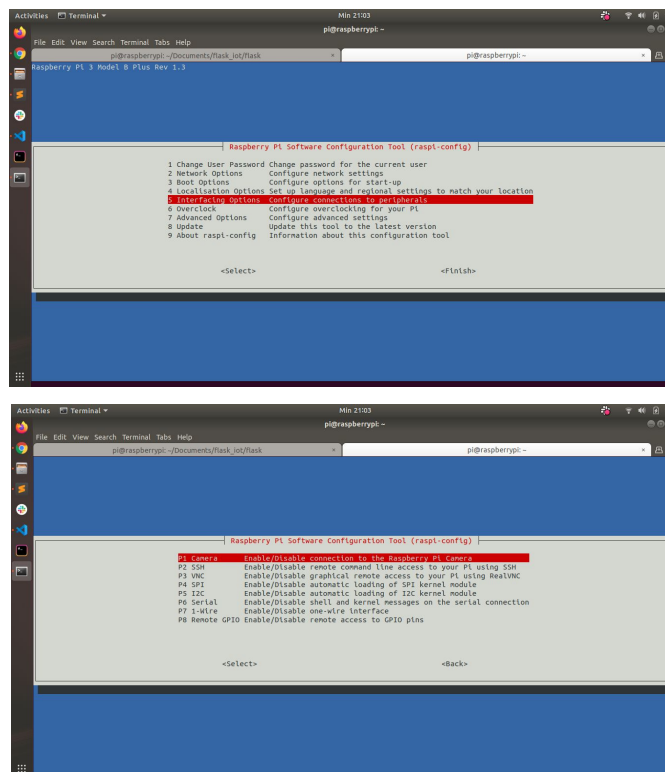 Activities Terminal Min 21:03
pi@raspberrypi: ~
File Edit View Search Terminal Tabs Help
pi@raspberrypi: ~/Documents/flask_iot/flask × pi@raspberrypi: ~ ×
Raspberry Pi 3 Model B Plus Rev 1.3
Raspberry Pi Software Configuration Tool (raspi-config)
1 Change User Password Change password for the current user
2 Network Options Configure network settings
3 Boot Options Configure options for start-up
4 Localisation Options Set up language and regional settings to match your location
5 Interfacing Options Configure connections to peripherals
6 Overclock Configure overclocking for your Pi
7 Advanced Options Configure advanced settings
8 Update Update this tool to the latest version
9 About raspi-config Information about this configuration tool
<Select> <Finish>
Activities Terminal Min 21:03
pi@raspberrypi: ~
File Edit View Search Terminal Tabs Help
pi@raspberrypi: ~/Documents/flask_iot/flask × pi@raspberrypi: ~ ×
Raspberry Pi Software Configuration Tool (raspi-config)
P1 Camera Enable/Disable connection to the Raspberry Pi Camera
P2 SSH Enable/Disable remote command line access to your Pi using SSH
P3 VNC Enable/Disable graphical remote access to your Pi using RealVNC
P4 SPI Enable/Disable automatic loading of SPI kernel module
P5 I2C Enable/Disable automatic loading of I2C kernel module
P6 Serial Enable/Disable shell and kernel messages on the serial connection
P7 1-Wire Enable/Disable one-wire interface
P8 Remote GPIO Enable/Disable remote access to GPIO pins
<Select> <Back>